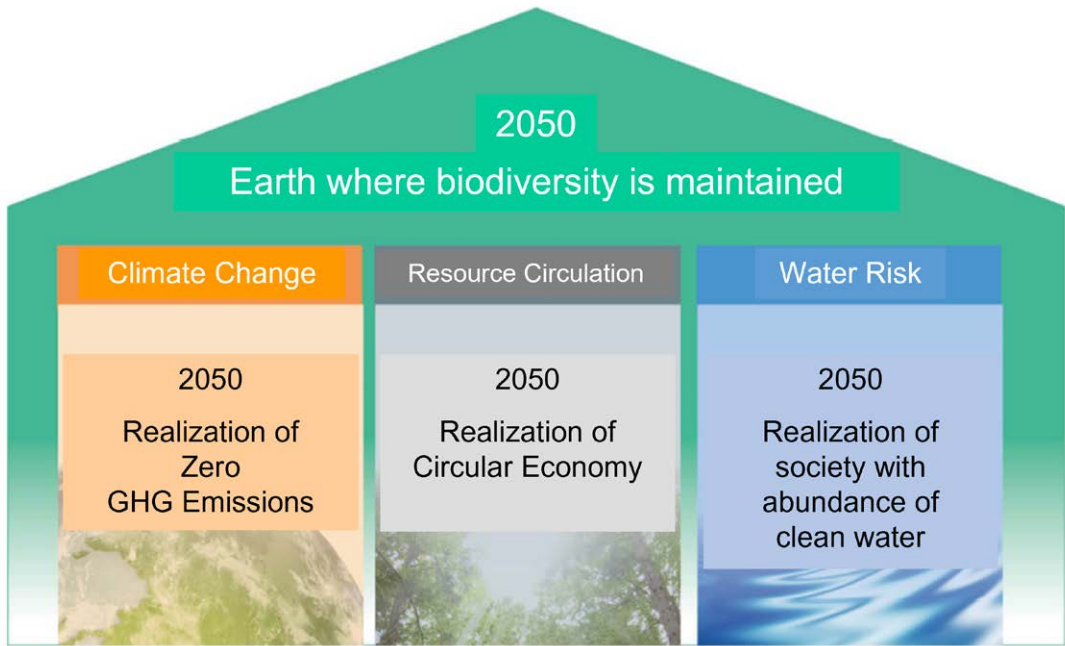 2050
Earth where biodiversity is maintained
Climate Change
2050
Realization of
Zero
GHG Emissions
Resource Circulation
2050
Realization of
Circular Economy
Water Risk
2050
Realization of
society with
abundance of
clean water